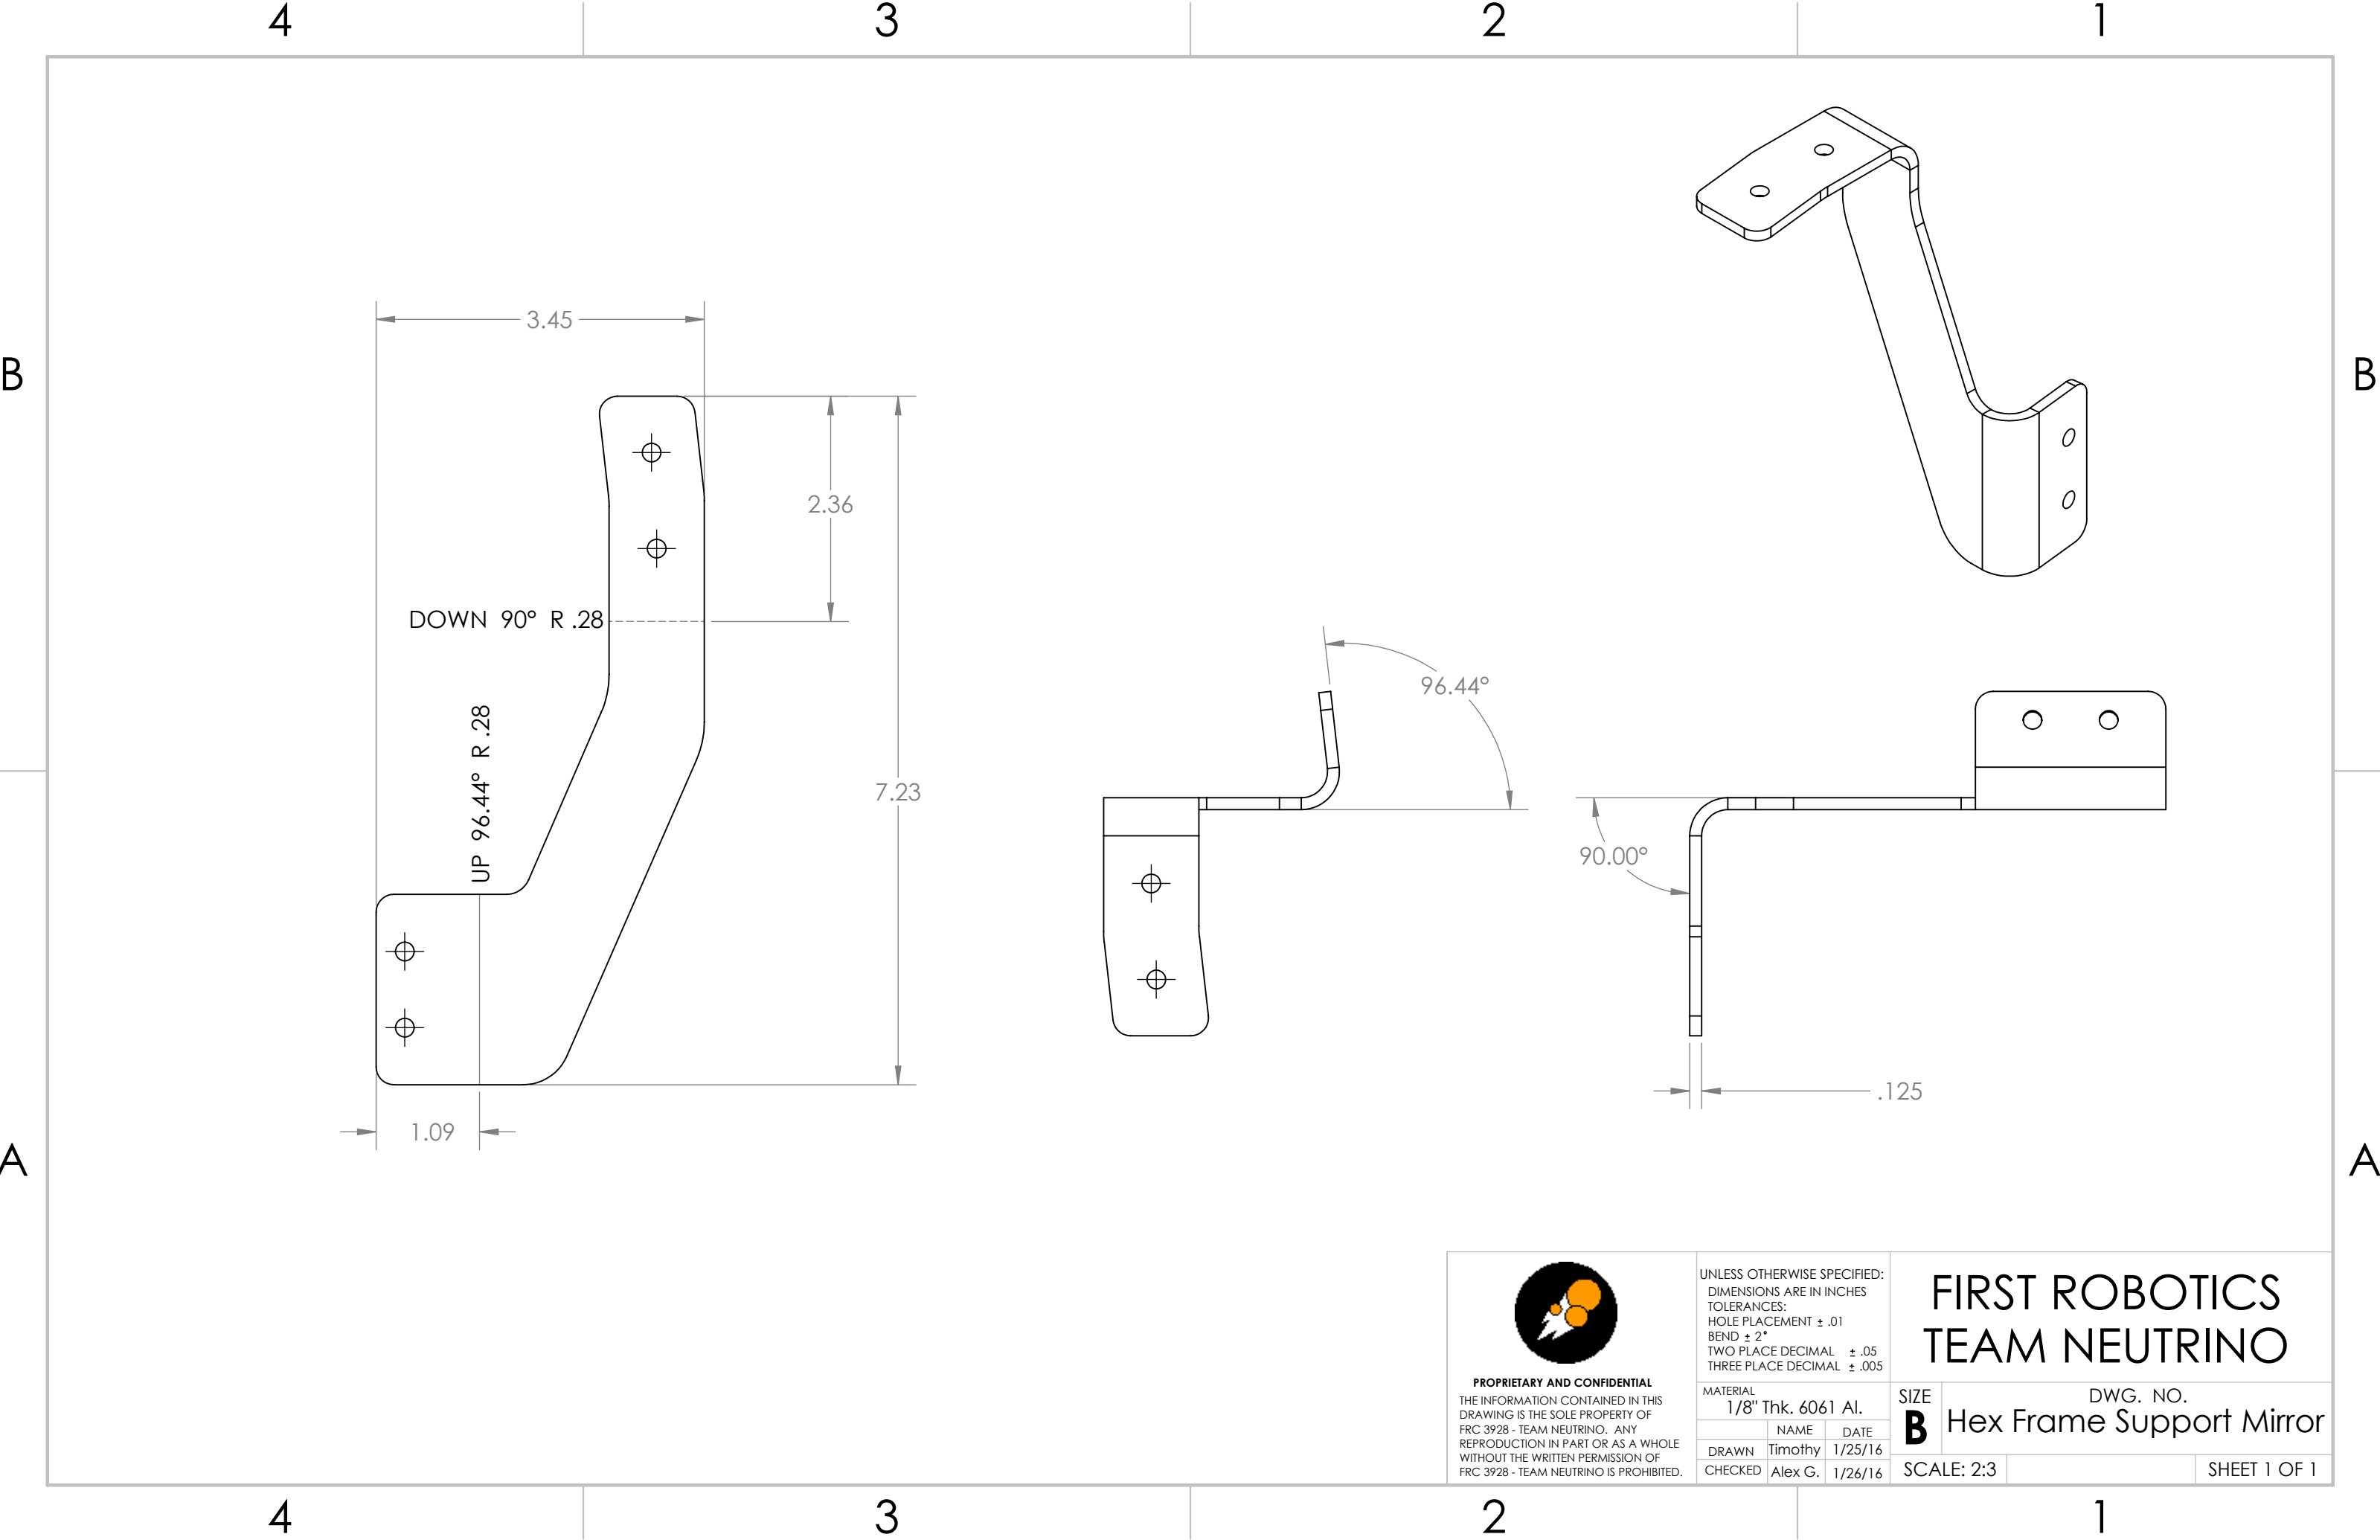 4 3 2 1
B B
A A
3.45
2.36
DOWN 90° R .28
UP 96.44° R .28
7.23
1.09
96.44°
90.00°
.125
PROPRIETARY AND CONFIDENTIAL
THE INFORMATION CONTAINED IN THIS
DRAWING IS THE SOLE PROPERTY OF
FRC 3928 - TEAM NEUTRINO. ANY
REPRODUCTION IN PART OR AS A WHOLE
WITHOUT THE WRITTEN PERMISSION OF
FRC 3928 - TEAM NEUTRINO IS PROHIBITED.
UNLESS OTHERWISE SPECIFIED:
DIMENSIONS ARE IN INCHES
TOLERANCES:
HOLE PLACEMENT ± .01
BEND ± 2°
TWO PLACE DECIMAL ± .05
THREE PLACE DECIMAL ± .005
MATERIAL
1/8" Thk. 6061 Al.
NAME DATE
DRAWN Timothy 1/25/16
CHECKED Alex G. 1/26/16
FIRST ROBOTICS
TEAM NEUTRINO
SIZE
B
DWG. NO.
Hex Frame Support Mirror
SCALE: 2:3
SHEET 1 OF 1
4 3 2 1